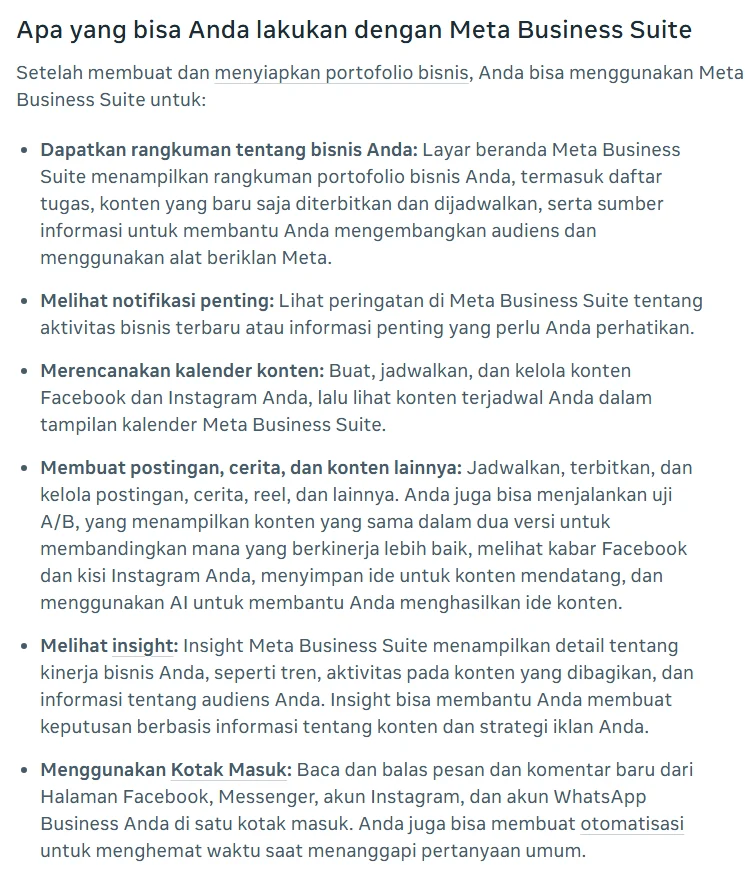 Apa yang bisa Anda lakukan dengan Meta Business Suite
Setelah membuat dan menyiapkan portofolio bisnis, Anda bisa menggunakan Meta
Business Suite untuk:
• Dapatkan rangkuman tentang bisnis Anda: Layar beranda Meta Business
Suite menampilkan rangkuman portofolio bisnis Anda, termasuk daftar
tugas, konten yang baru saja diterbitkan dan dijadwalkan, serta sumber
informasi untuk membantu Anda mengembangkan audiens dan
menggunakan alat beriklan Meta.
• Melihat notifikasi penting: Lihat peringatan di Meta Business Suite tentang
aktivitas bisnis terbaru atau informasi penting yang perlu Anda perhatikan.
• Merencanakan kalender konten: Buat, jadwalkan, dan kelola konten
Facebook dan Instagram Anda, lalu lihat konten terjadwal Anda dalam
tampilan kalender Meta Business Suite.
• Membuat postingan, cerita, dan konten lainnya: Jadwalkan, terbitkan, dan
kelola postingan, cerita, reel, dan lainnya. Anda juga bisa menjalankan uji
A/B, yang menampilkan konten yang sama dalam dua versi untuk
membandingkan mana yang berkinerja lebih baik, melihat kabar Facebook
dan kisi Instagram Anda, menyimpan ide untuk konten mendatang, dan
menggunakan AI untuk membantu Anda menghasilkan ide konten.
• Melihat insight: Insight Meta Business Suite menampilkan detail tentang
kinerja bisnis Anda, seperti tren, aktivitas pada konten yang dibagikan, dan
informasi tentang audiens Anda. Insight bisa membantu Anda membuat
keputusan berbasis informasi tentang konten dan strategi iklan Anda.
• Menggunakan Kotak Masuk: Baca dan balas pesan dan komentar baru dari
Halaman Facebook, Messenger, akun Instagram, dan akun WhatsApp
Business Anda di satu kotak masuk. Anda juga bisa membuat otomatisasi
untuk menghemat waktu saat menanggapi pertanyaan umum.